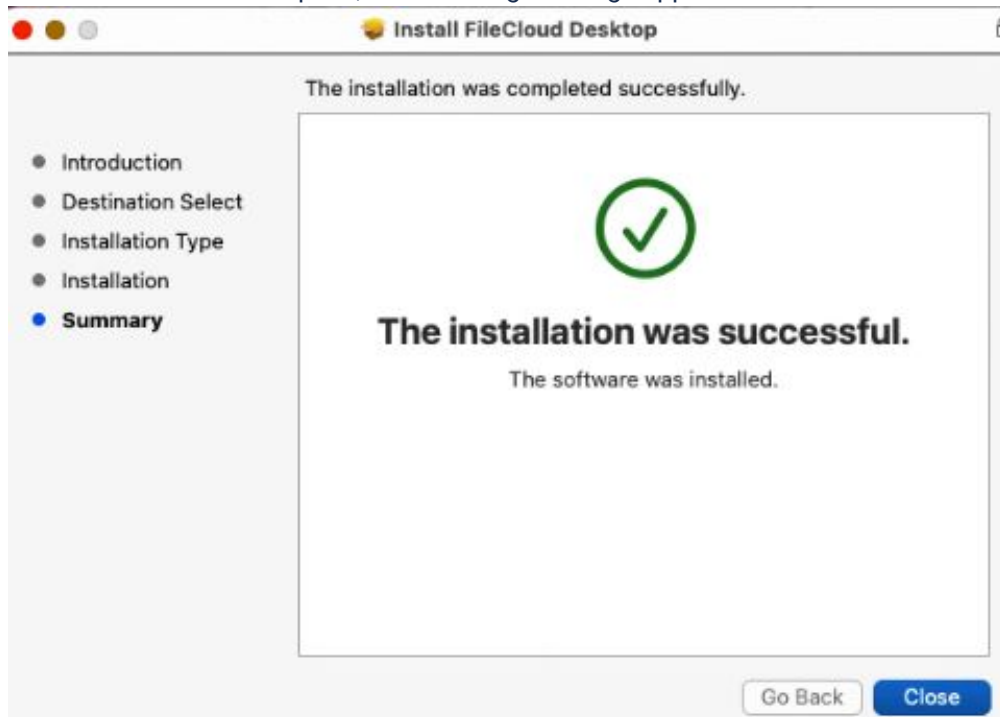 Install FileCloud Desktop
The installation was completed successfully.
Introduction
Destination Select
Installation Type
Installation
Summary
The installation was successful.
The software was installed.
Go Back
Close